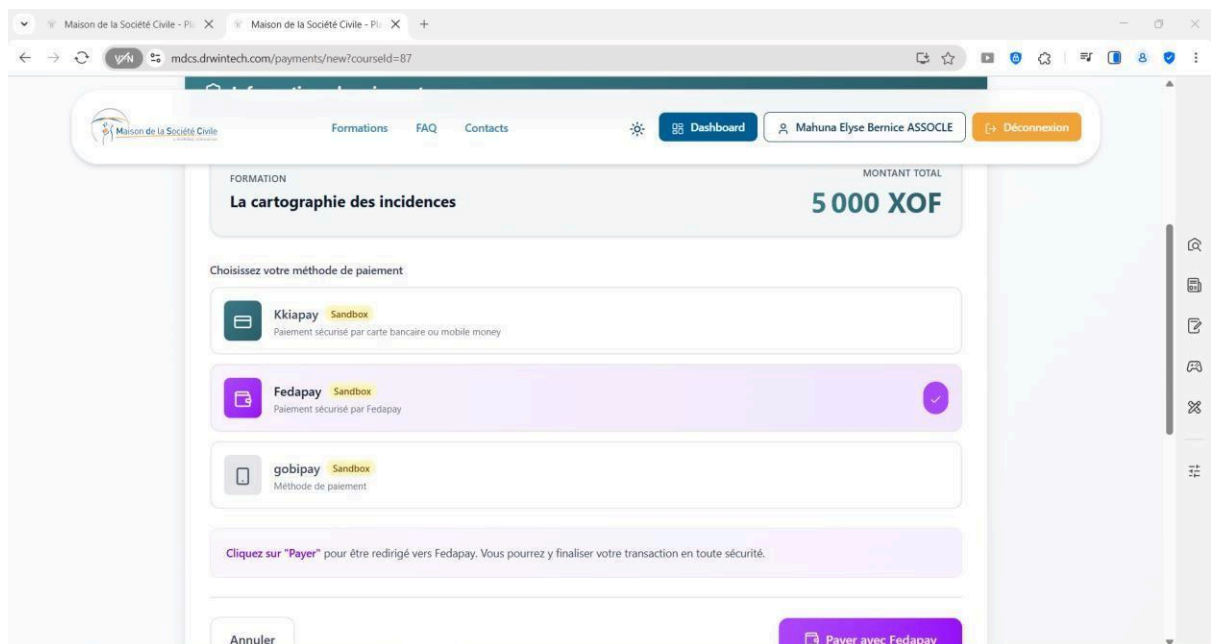 Maison de la Société Civile - Pl
Maison de la Société Civile - Pl
VPN
mdcs.drwintech.com/payments/new?courseId=87
Maison de la Société Civile
Formations
FAQ
Contacts
Dashboard
Mahuna Elyse Bernice ASSOCLE
Déconnexion
FORMATION
MONTANT TOTAL
La cartographie des incidences
5 000 XOF
Choisissez votre méthode de paiement
Kkiapay Sandbox
Paiement sécurisé par carte bancaire ou mobile money
Fedapay Sandbox
Paiement sécurisé par Fedapay
gobipay Sandbox
Méthode de paiement
Cliquez sur "Payer" pour être redirigé vers Fedapay. Vous pourrez y finaliser votre transaction en toute sécurité.
Annuler
Payer avec Fedapay